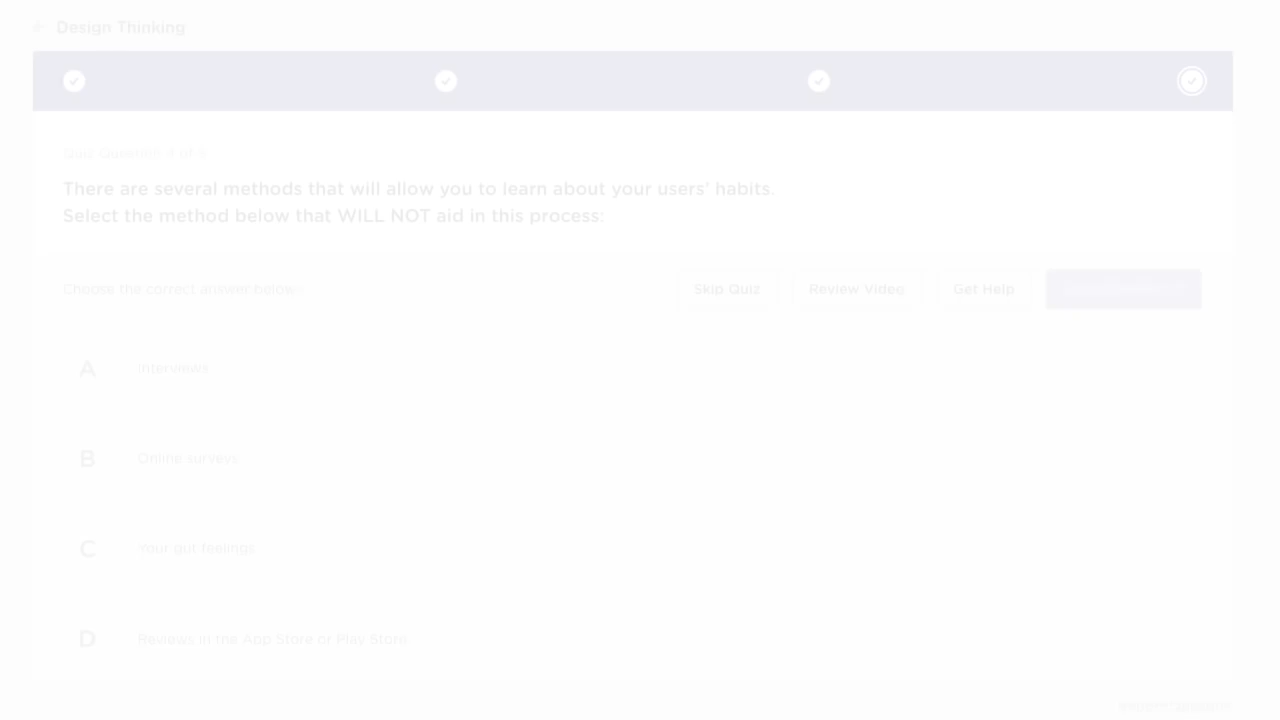 Design Thinking
Quiz Question 4 of 4
There are several methods that will allow you to learn about your users' habits.
Select the method below that WILL NOT aid in this process:
Choose the correct answer below:
Skip Quiz
Review Video
Get Help
A Interviews
B Online surveys
C Your gut feelings
D Reviews in the App Store or Play Store